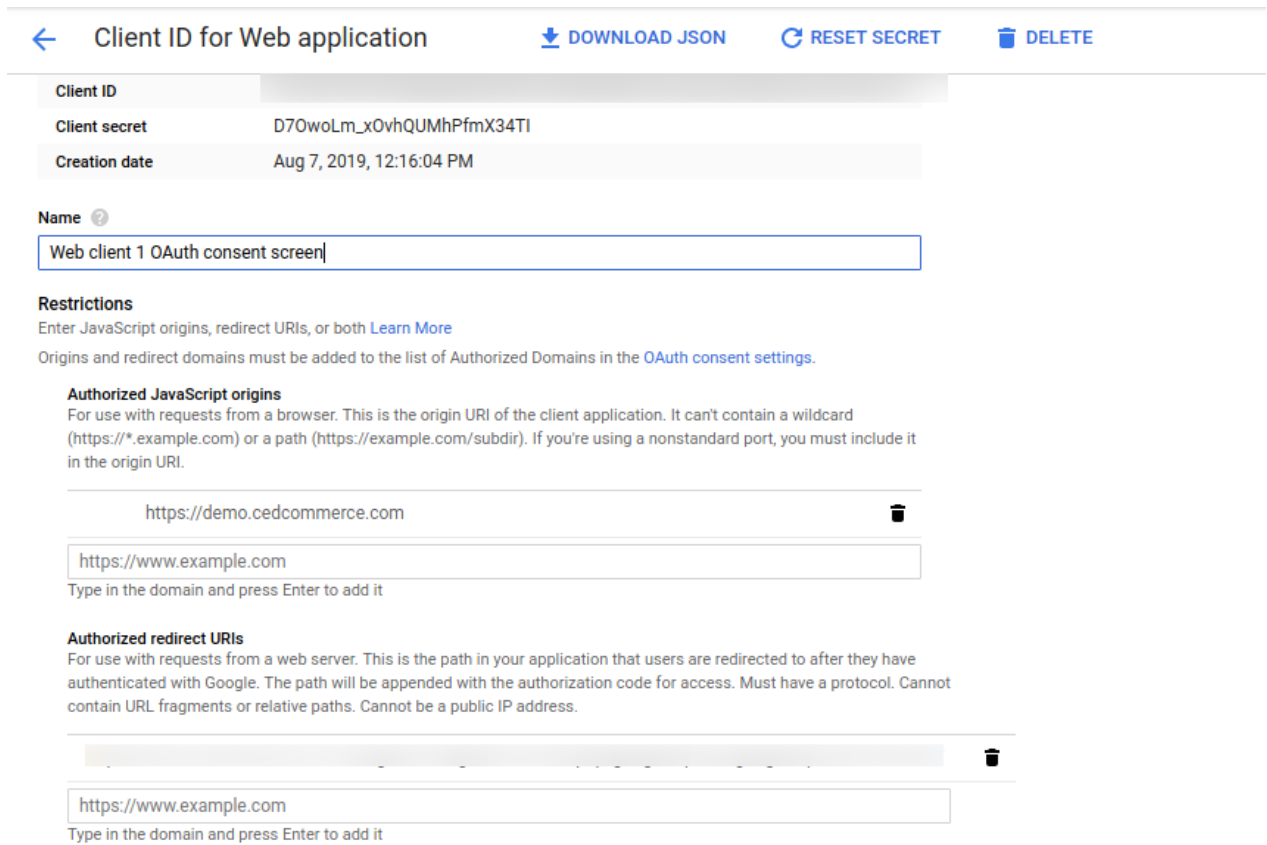 Client ID for Web application DOWNLOAD JSON RESET SECRET DELETE
Client ID
Client secret D7OwoLm_xOvhQUMhPfmX34TI
Creation date Aug 7, 2019, 12:16:04 PM
Name
Web client 1 OAuth consent screen
Restrictions
Enter JavaScript origins, redirect URIs, or both Learn More
Origins and redirect domains must be added to the list of Authorized Domains in the OAuth consent settings.
Authorized JavaScript origins
For use with requests from a browser. This is the origin URI of the client application. It can't contain a wildcard
(https://*.example.com) or a path (https://example.com/subdir). If you're using a nonstandard port, you must include it
in the origin URI.
https://demo.cedcommerce.com
https://www.example.com
Type in the domain and press Enter to add it
Authorized redirect URIs
For use with requests from a web server. This is the path in your application that users are redirected to after they have
authenticated with Google. The path will be appended with the authorization code for access. Must have a protocol. Cannot
contain URL fragments or relative paths. Cannot be a public IP address.
https://www.example.com
Type in the domain and press Enter to add it